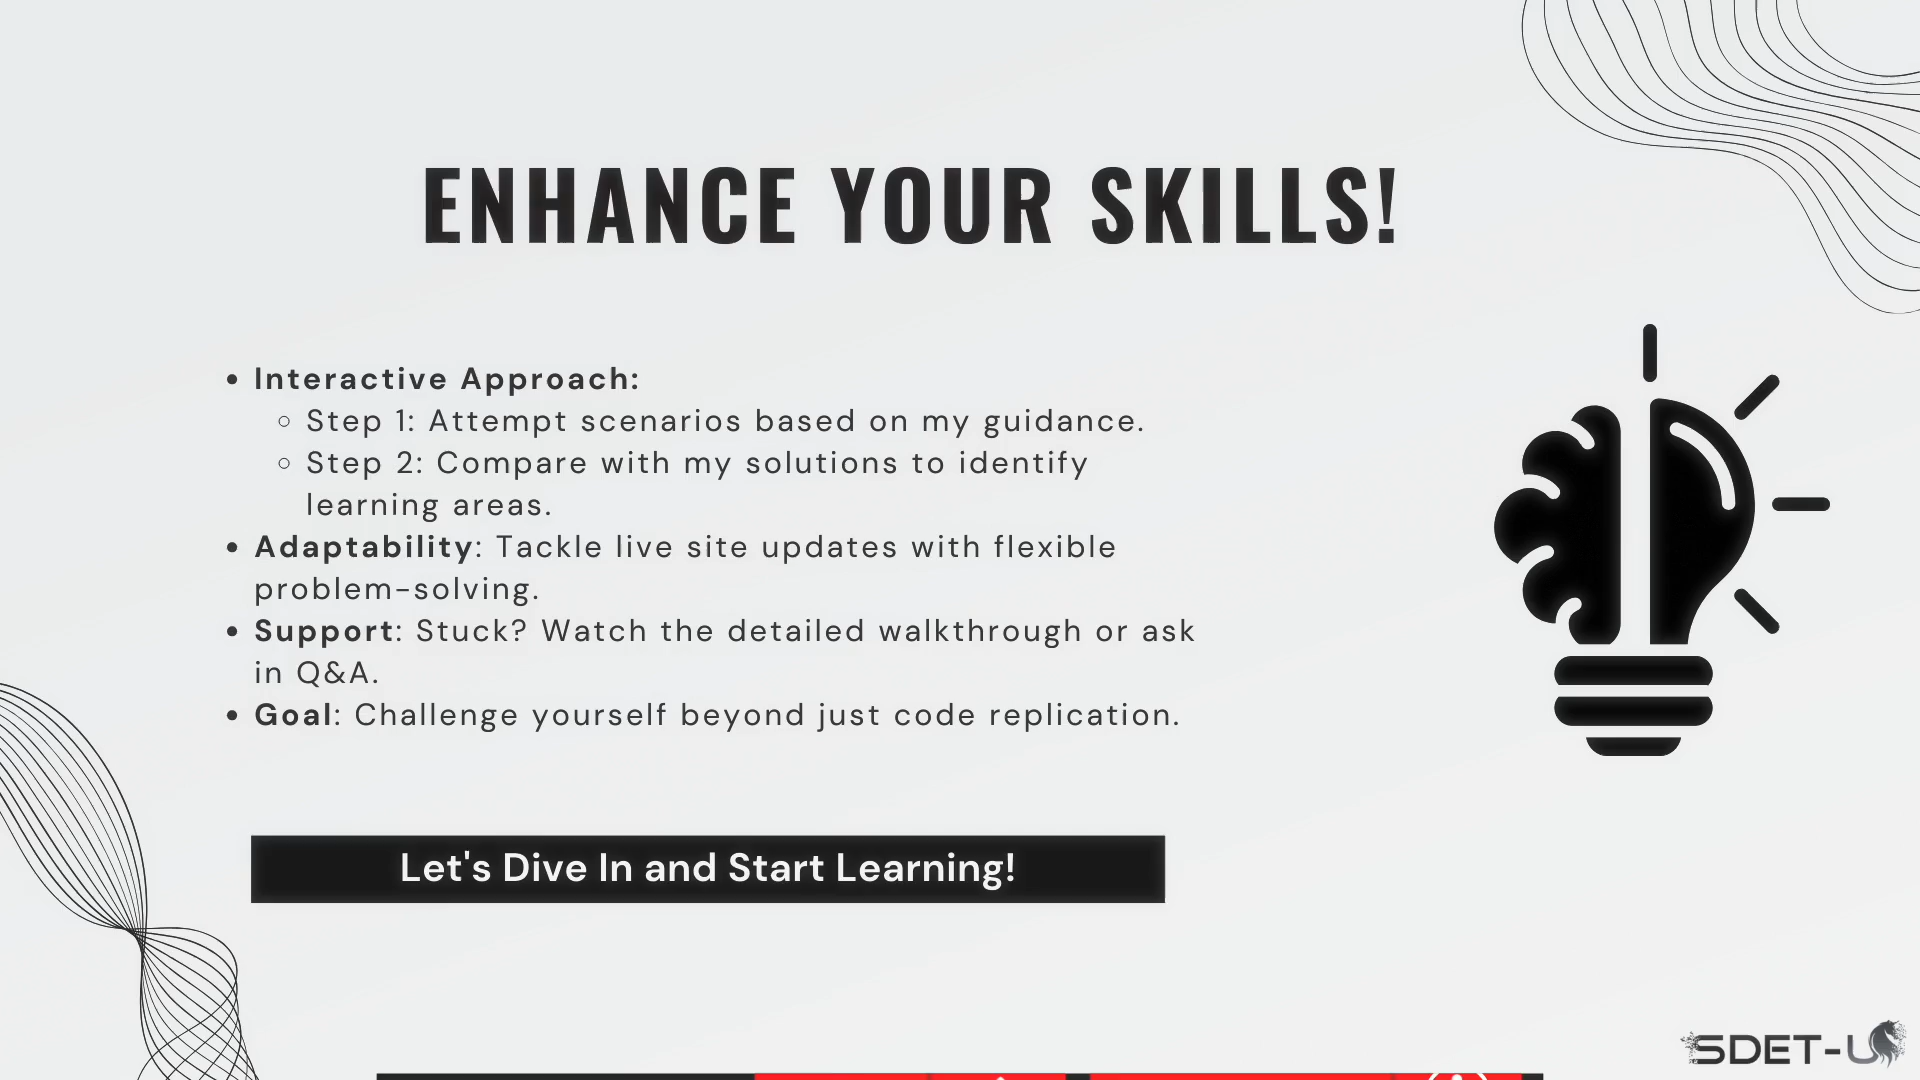 ENHANCE YOUR SKILLS!
• Interactive Approach:
○ Step 1: Attempt scenarios based on my guidance.
○ Step 2: Compare with my solutions to identify
learning areas.
• Adaptability: Tackle live site updates with flexible
problem-solving.
• Support: Stuck? Watch the detailed walkthrough or ask
in Q&A.
• Goal: Challenge yourself beyond just code replication.
Let's Dive In and Start Learning!
SDET-U